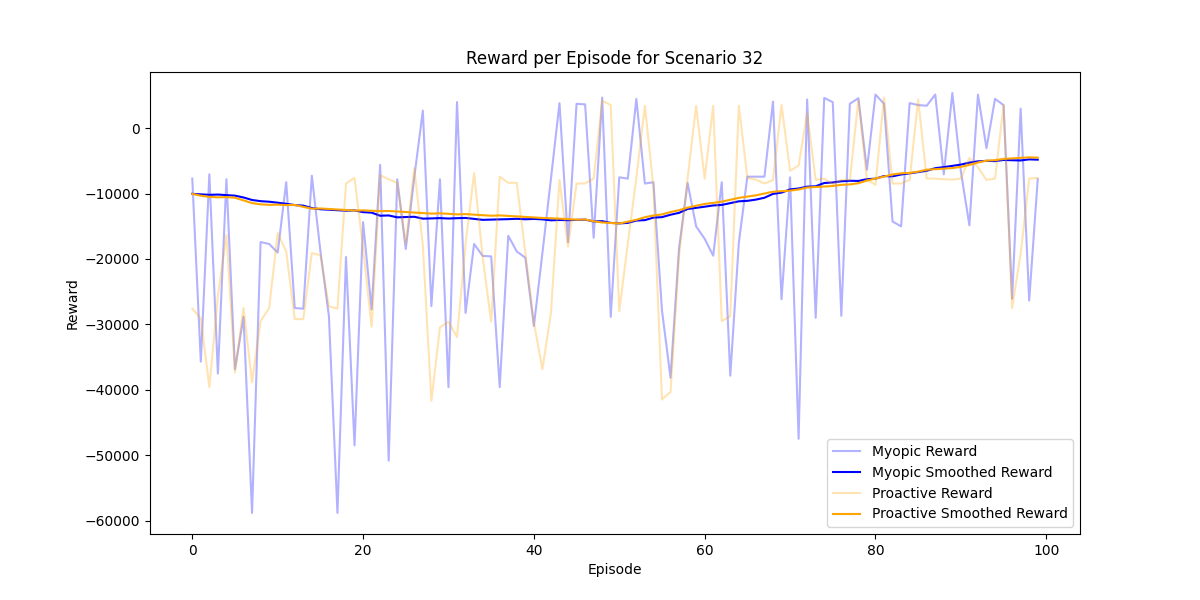 Reward per Episode for Scenario 32
Reward
0
−10000
−20000
−30000
−40000
−50000
−60000
0 20 40 60 80 100
Episode
Myopic Reward
Myopic Smoothed Reward
Proactive Reward
Proactive Smoothed Reward